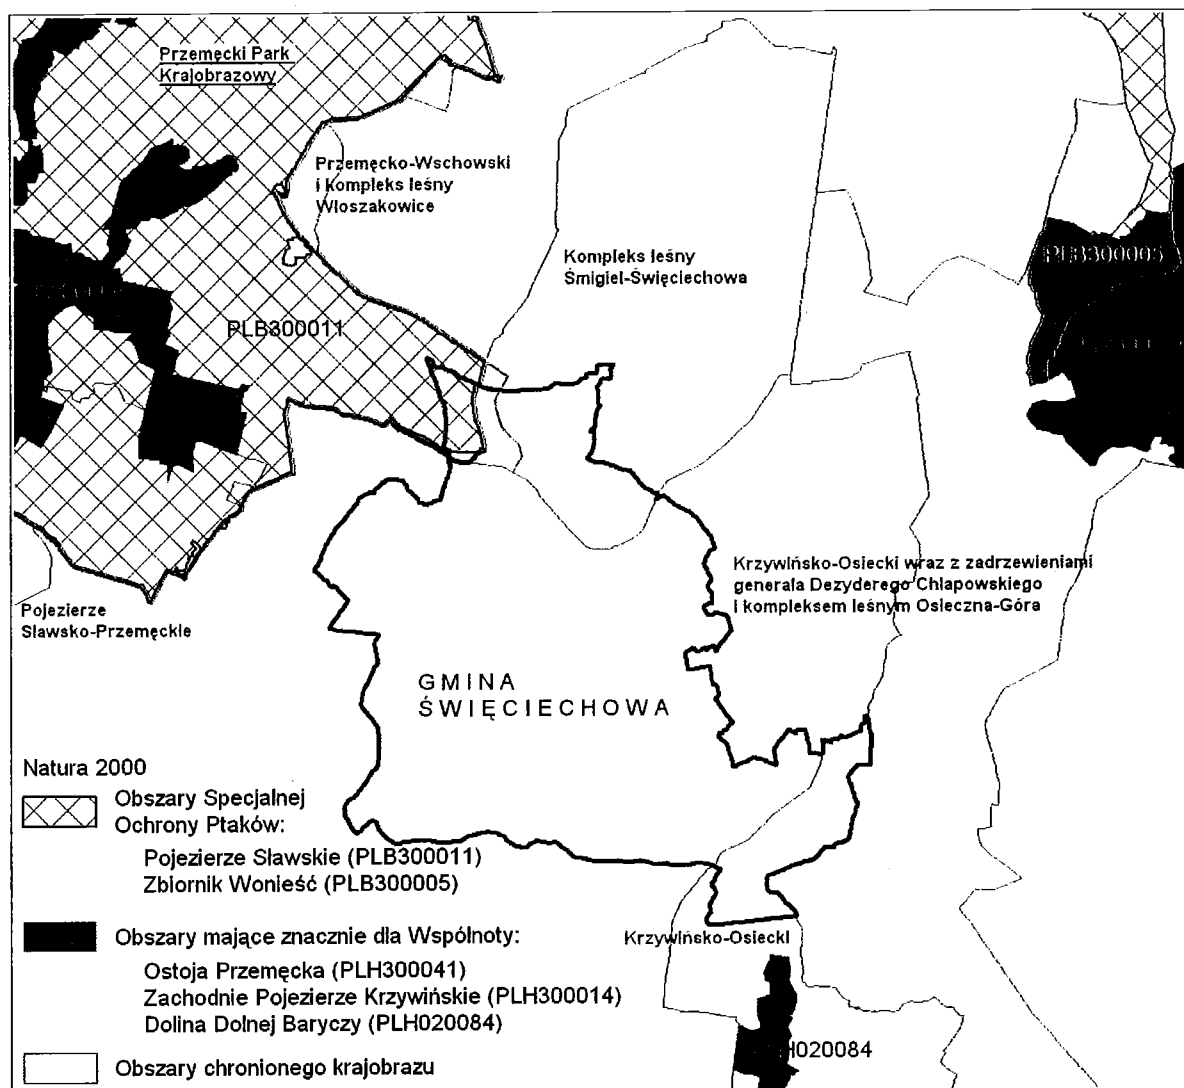 Przemęcki Park
Krajobrazowy
Przemęcko-Wschowski
i kompleks leśny
Włoszakowice
Kompleks leśny
Śmigiel-Święciechowa
PLB300005
PLB300011
Krzywińsko-Osiecki wraz z zadrzewieniami
generała Dezyderego Chłapowskiego
i kompleksem leśnym Osieczna-Góra
Pojezierze
Sławsko-Przemęckie
GMINA
ŚWIĘCIECHOWA
Natura 2000
Obszary Specjalnej
Ochrony Ptaków:
Pojezierze Sławskie (PLB300011)
Zbiornik Wonieść (PLB300005)
Obszary mające znacznie dla Wspólnoty:
Krzywińsko-Osiecki
Ostoja Przemęcka (PLH300041)
Zachodnie Pojezierze Krzywińskie (PLH300014)
Dolina Dolnej Baryczy (PLH020084)
H020084
Obszary chronionego krajobrazu